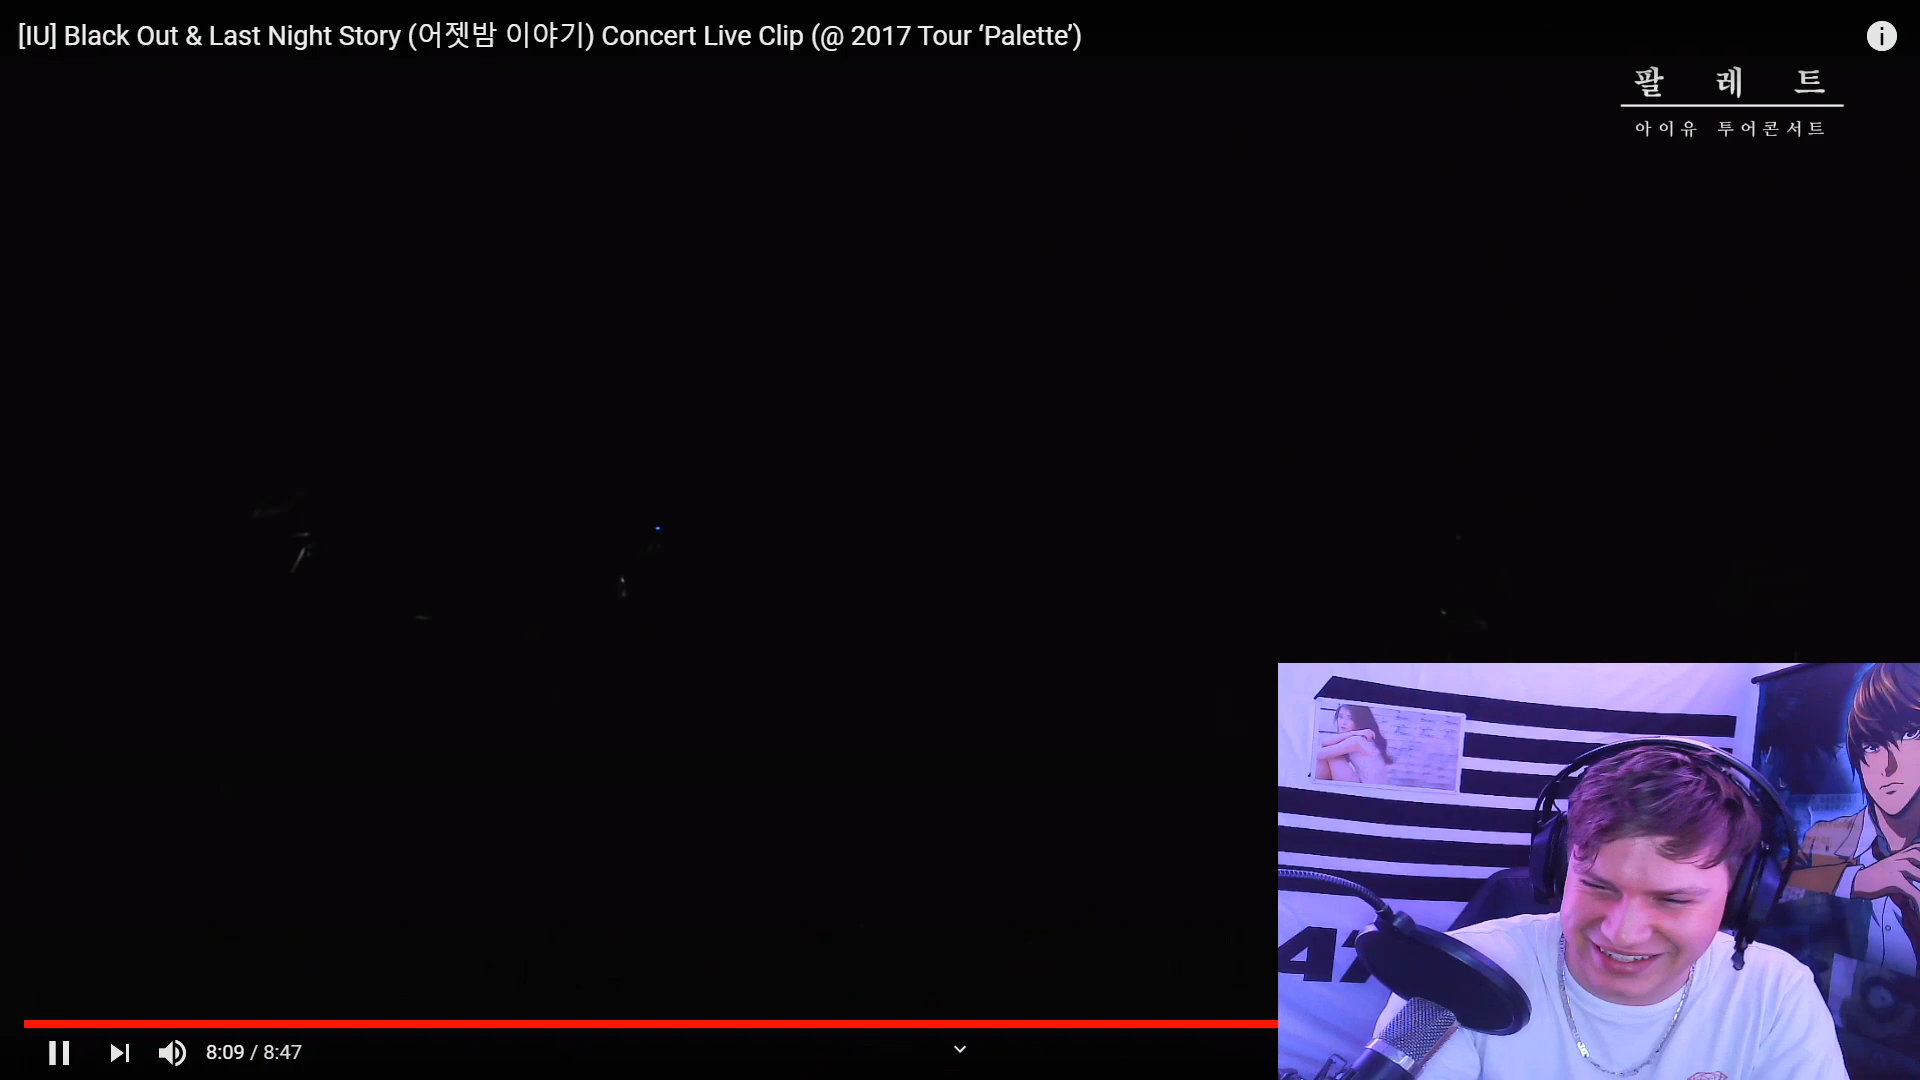 [IU] Black Out & Last Night Story (어젯밤 이야기) Concert Live Clip (@ 2017 Tour ‘Palette’)
팔 레 트
아이유 투어콘서트
8:09 / 8:47